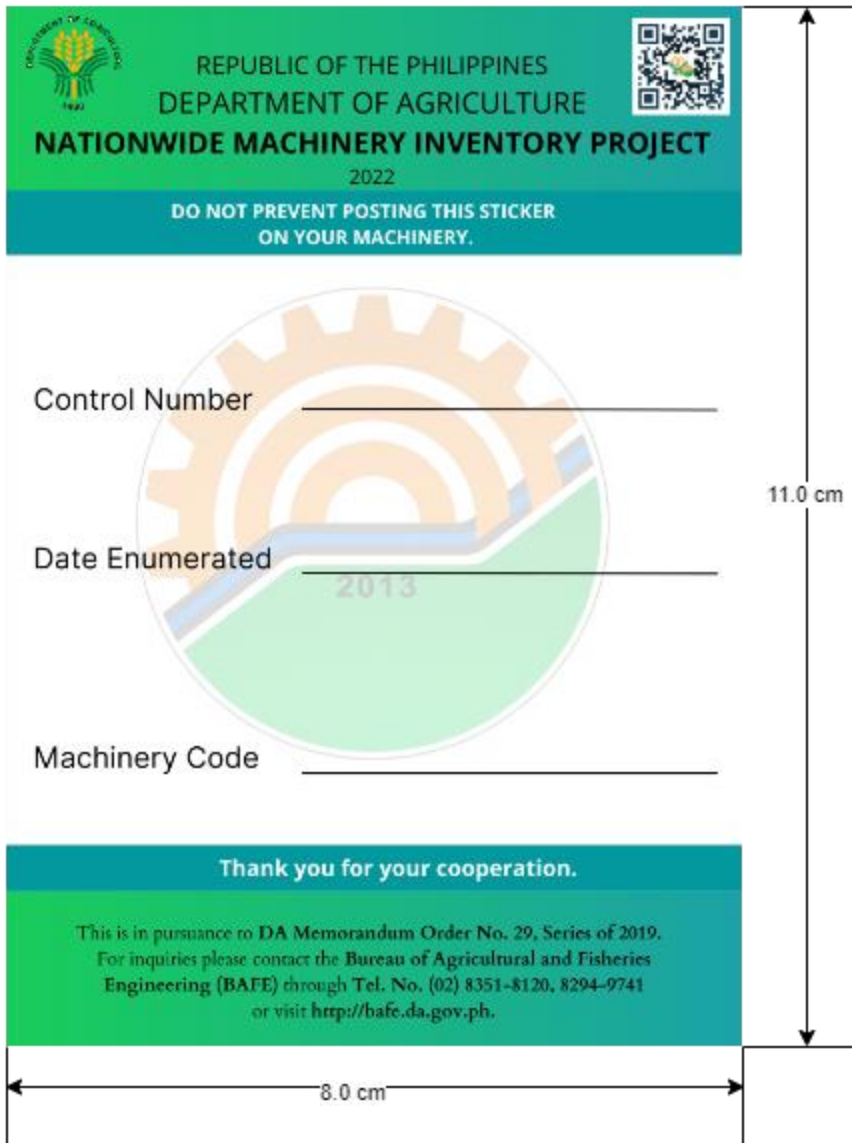 DEPARTMENT OF AGRICULTURE
1898
REPUBLIC OF THE PHILIPPINES
DEPARTMENT OF AGRICULTURE
NATIONWIDE MACHINERY INVENTORY PROJECT
2022
DO NOT PREVENT POSTING THIS STICKER
ON YOUR MACHINERY.
Control Number
Date Enumerated
2013
Machinery Code
11.0 cm
Thank you for your cooperation.
This is in pursuance to DA Memorandum Order No. 29, Series of 2019.
For inquiries please contact the Bureau of Agricultural and Fisheries
Engineering (BAFE) through Tel. No. (02) 8351-8120, 8294-9741
or visit http://bafe.da.gov.ph.
8.0 cm